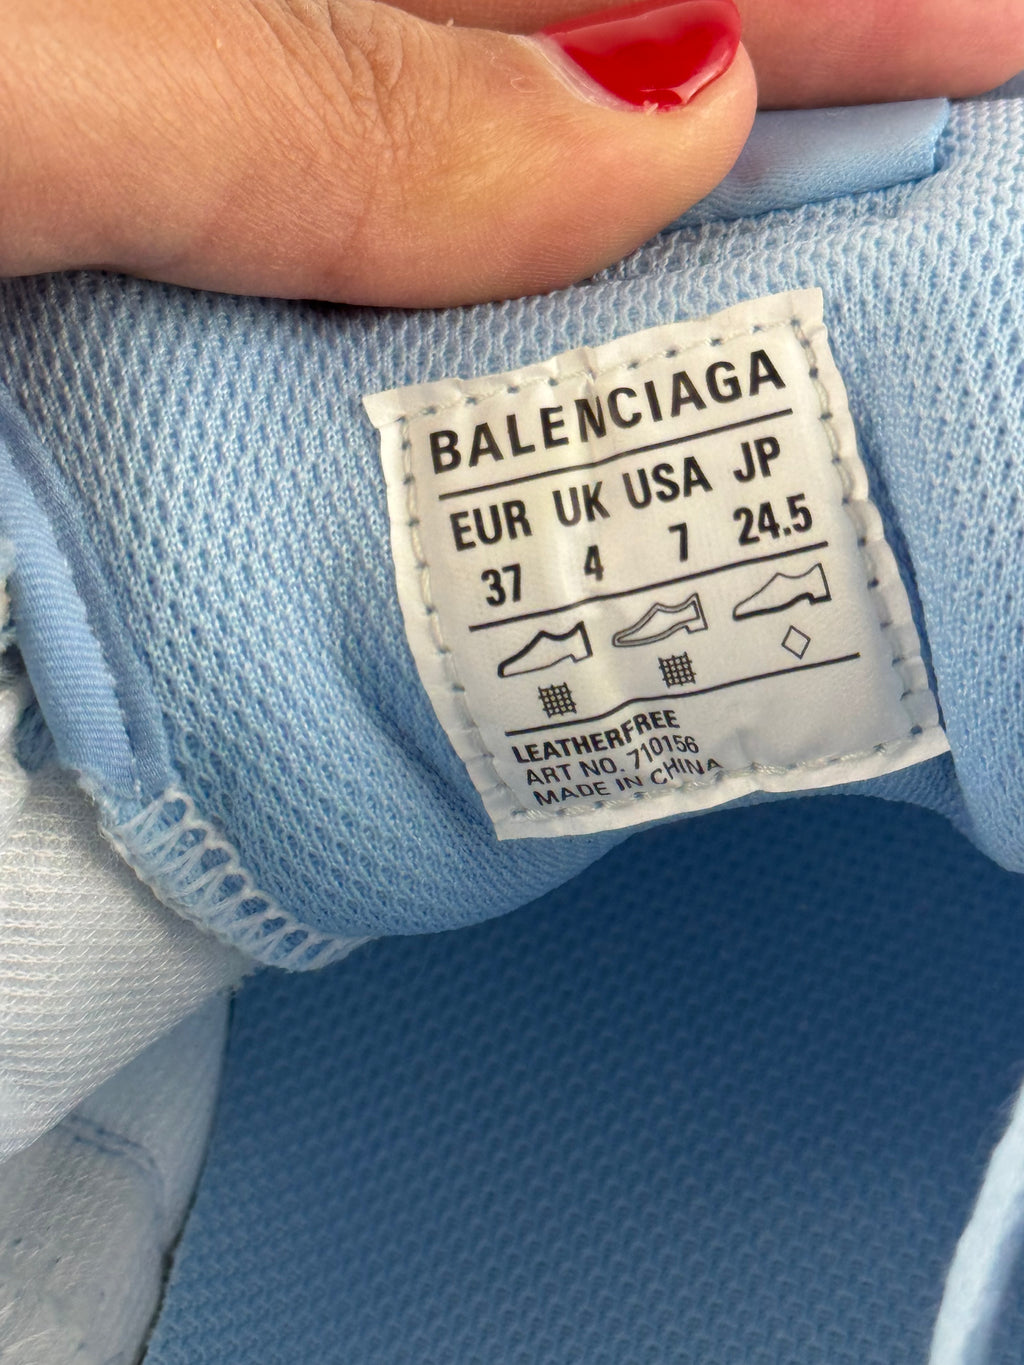 BALENCIAGA
EUR UK USA JP
37 4 7 24.5
LEATHERFREE
ART NO. 710156
MADE IN CHINA